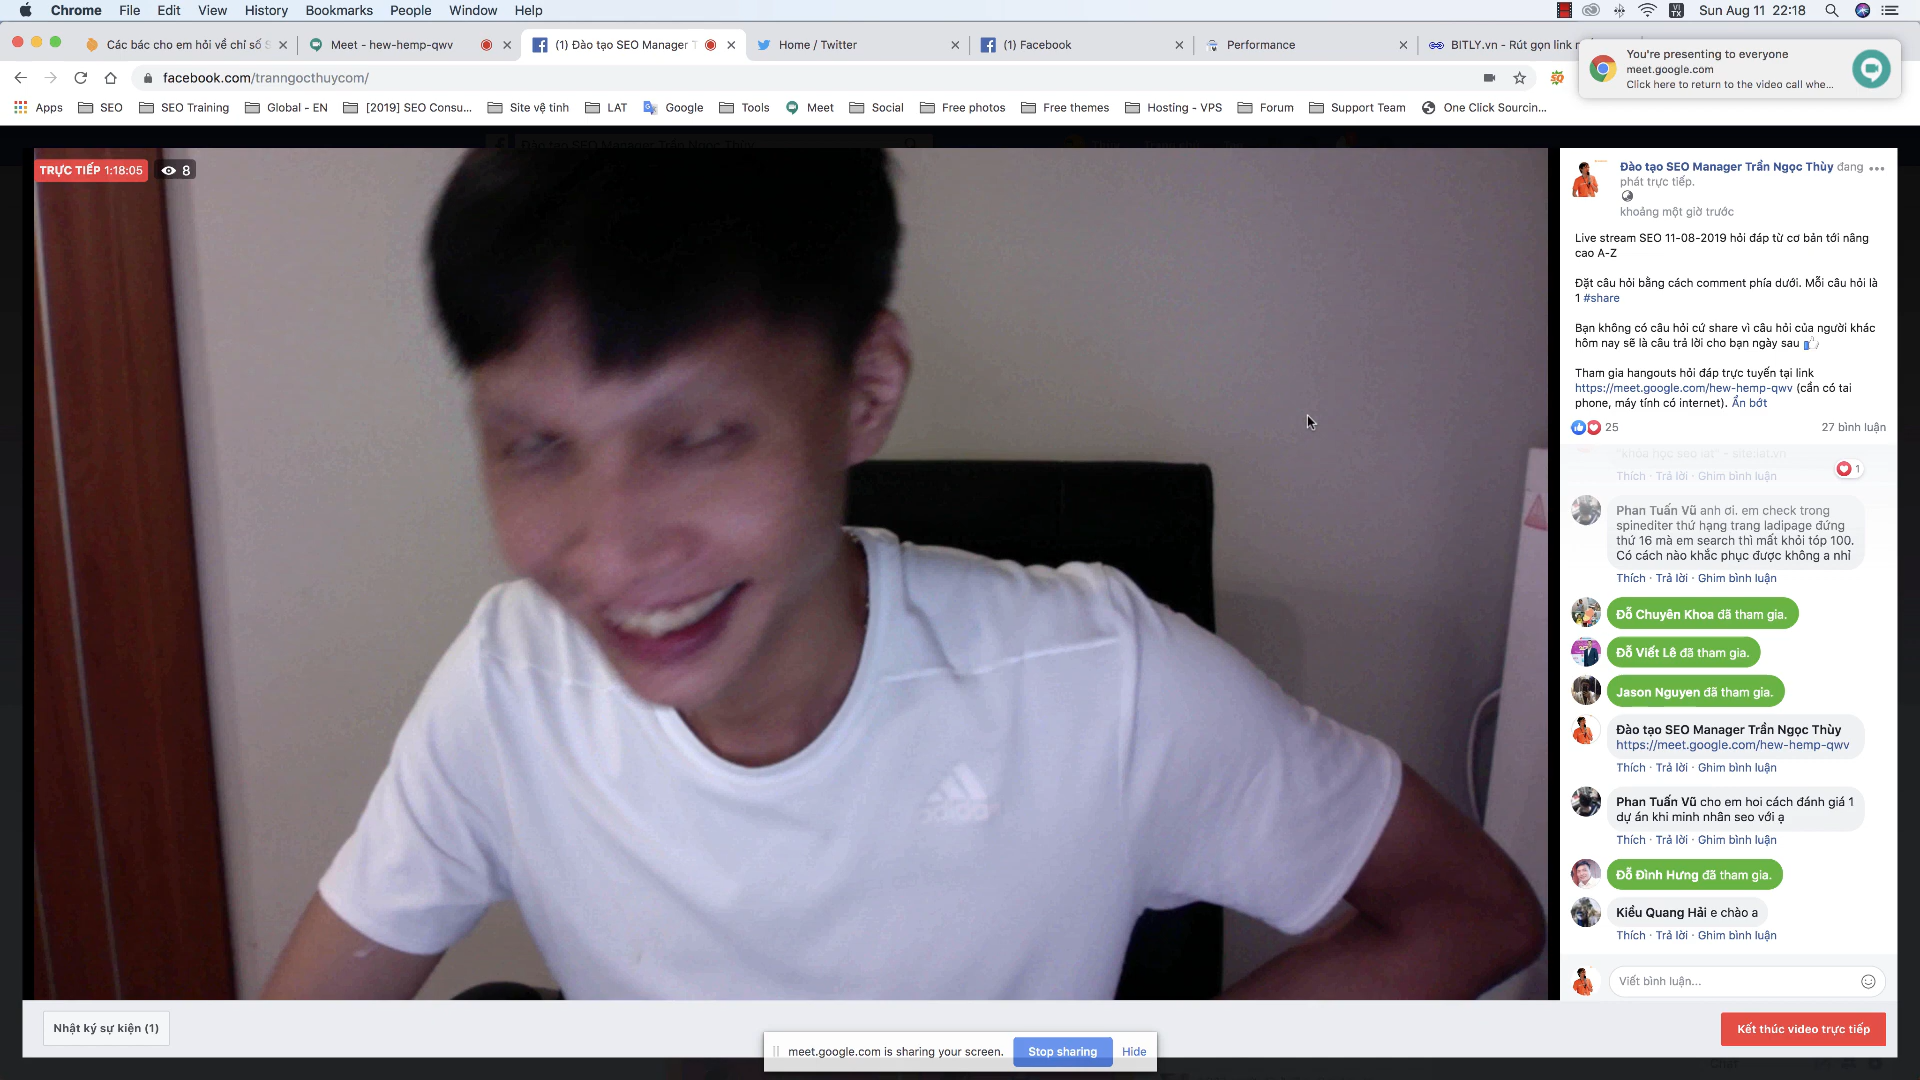 Chrome File Edit View History Bookmarks People Window Help
VI TX Sun Aug 11 22:18
Các bác cho em hỏi về chỉ số S
Meet - hew-hemp-qwv
(1) Đào tạo SEO Manager T
Home / Twitter
(1) Facebook
Performance
BITLY.vn - Rút gọn link
You're presenting to everyone
meet.google.com
Click here to return to the video call whe...
facebook.com/tranngocthuycom/
Apps SEO SEO Training Global - EN [2019] SEO Consu... Site vệ tinh LAT Google Tools Meet Social Free photos Free themes Hosting - VPS Forum Support Team One Click Sourcin...
TRỰC TIẾP 1:18:05 8
Đào tạo SEO Manager Trần Ngọc Thùy đang
phát trực tiếp.
khoảng một giờ trước
Live stream SEO 11-08-2019 hỏi đáp từ cơ bản tới nâng
cao A-Z
Đặt câu hỏi bằng cách comment phía dưới. Mỗi câu hỏi là
1 #share
Bạn không có câu hỏi cứ share vì câu hỏi của người khác
hôm nay sẽ là câu trả lời cho bạn ngày sau
Tham gia hangouts hỏi đáp trực tuyến tại link
https://meet.google.com/hew-hemp-qwv (cần có tai
phone, máy tính có internet). Ẩn bớt
25 27 bình luận
"khóa học seo lat" - site:lat.vn
Thích · Trả lời · Ghim bình luận
1
Phan Tuấn Vũ anh ơi. em check trong
spinediter thứ hạng trang ladipage đứng
thứ 16 mà em search thì mất khỏi tóp 100.
Có cách nào khắc phục được không a nhỉ
Thích · Trả lời · Ghim bình luận
Đỗ Chuyên Khoa đã tham gia.
Đỗ Viết Lê đã tham gia.
Jason Nguyen đã tham gia.
Đào tạo SEO Manager Trần Ngọc Thùy
https://meet.google.com/hew-hemp-qwv
Thích · Trả lời · Ghim bình luận
Phan Tuấn Vũ cho em hoi cách đánh giá 1
dự án khi minh nhân seo với ạ
Thích · Trả lời · Ghim bình luận
Đỗ Đình Hưng đã tham gia.
Kiều Quang Hải e chào a
Thích · Trả lời · Ghim bình luận
Viết bình luận...
adidas
Nhật ký sự kiện (1)
Kết thúc video trực tiếp
meet.google.com is sharing your screen. Stop sharing Hide